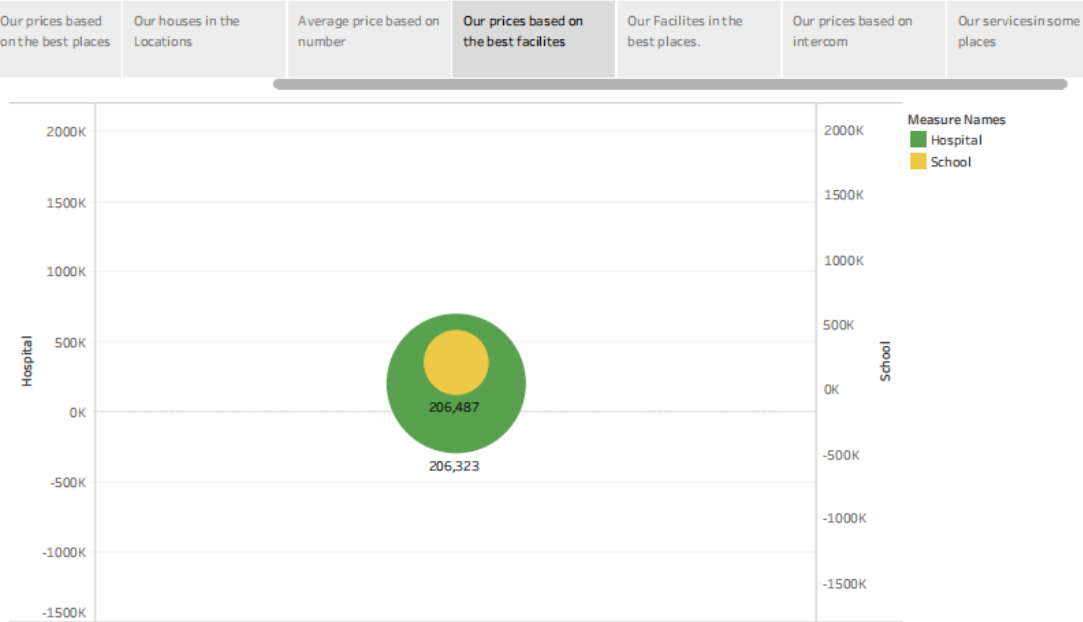 Our prices based
on the best places
Our houses in the
Locations
Average price based on
number
Our prices based on
the best facilites
Our Facilites in the
best places.
Our prices based on
intercom
Our servicesin some
places
Measure Names
Hospital
School
2000K
1500K
1000K
500K
0K
-500K
-1000K
-1500K
Hospital
206,487
206,323
2000K
1500K
1000K
500K
0K
-500K
-1000K
-1500K
School